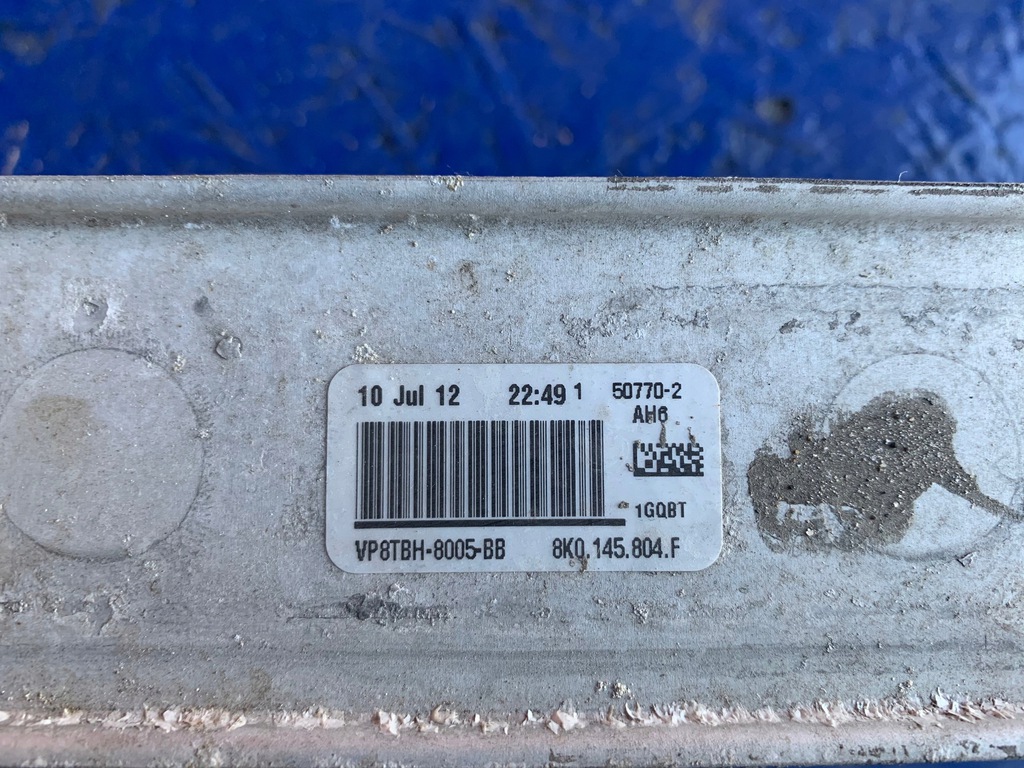 10 Jul 12 22:49 1 50770-2
AH6
1GQBT
VP8TBH-8005-BB 8K0.145.804.F